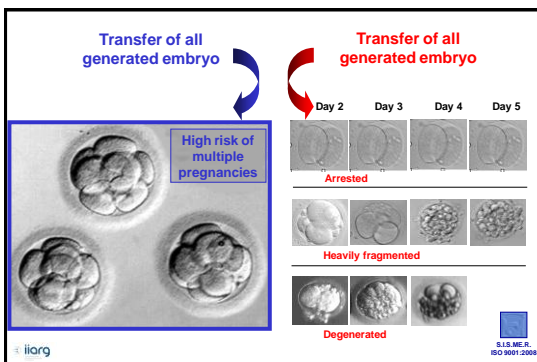 Transfer of all
generated embryo
Transfer of all
generated embryo
High risk of
multiple
pregnancies
Day 2 Day 3 Day 4 Day 5
Arrested
Heavily fragmented
Degenerated
iiarg
S.I.S.ME.R.
ISO 9001:2008